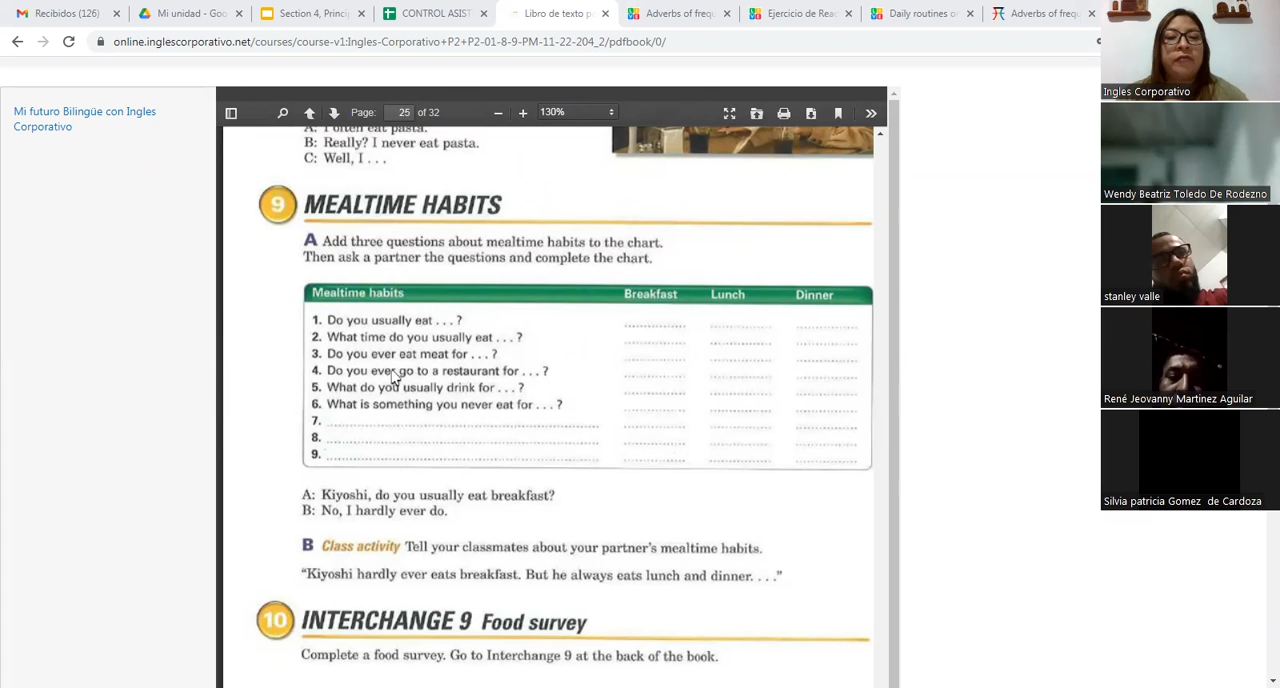 Recibidos (126)
Mi unidad - Goo
Section 4, Princi
CONTROL ASIST
Libro de texto p
Adverbs of frequ
Ejercicio de Rea
Daily routines o
Adverbs of frequ
online.inglescorporativo.net/courses/course-v1:Ingles-Corporativo+P2+P2-01-8-9-PM-11-22-204_2/pdfbook/0/
Mi futuro Bilingüe con Ingles
Corporativo
Page: 25 of 32
130%
A: I often eat pasta.
B: Really? I never eat pasta.
C: Well, I . . .
9 MEALTIME HABITS
A Add three questions about mealtime habits to the chart.
Then ask a partner the questions and complete the chart.
Mealtime habits Breakfast Lunch Dinner
1. Do you usually eat . . . ?
2. What time do you usually eat . . . ?
3. Do you ever eat meat for . . . ?
4. Do you ever go to a restaurant for . . . ?
5. What do you usually drink for . . . ?
6. What is something you never eat for . . . ?
7.
8.
9.
A: Kiyoshi, do you usually eat breakfast?
B: No, I hardly ever do.
B Class activity Tell your classmates about your partner's mealtime habits.
"Kiyoshi hardly ever eats breakfast. But he always eats lunch and dinner. . . ."
10 INTERCHANGE 9 Food survey
Complete a food survey. Go to Interchange 9 at the back of the book.
Ingles Corporativo
Wendy Beatriz Toledo De Rodezno
stanley valle
René Jeovanny Martinez Aguilar
Silvia patricia Gomez de Cardoza